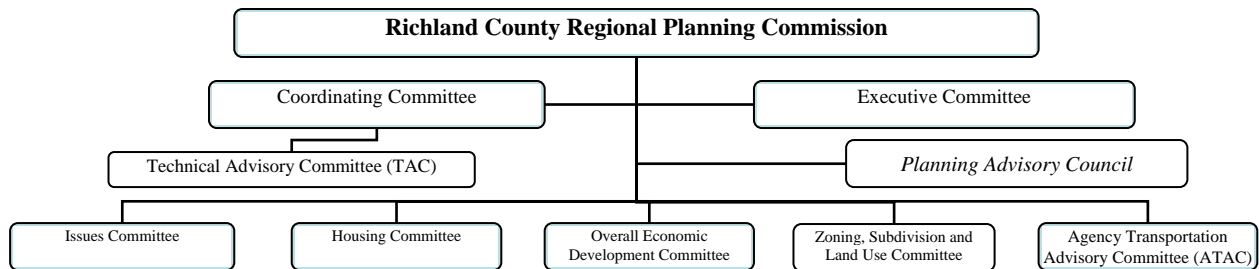 Richland County Regional Planning Commission
Coordinating Committee
Executive Committee
Technical Advisory Committee (TAC)
Planning Advisory Council
Issues Committee
Housing Committee
Overall Economic
Development Committee
Zoning, Subdivision and
Land Use Committee
Agency Transportation
Advisory Committee (ATAC)